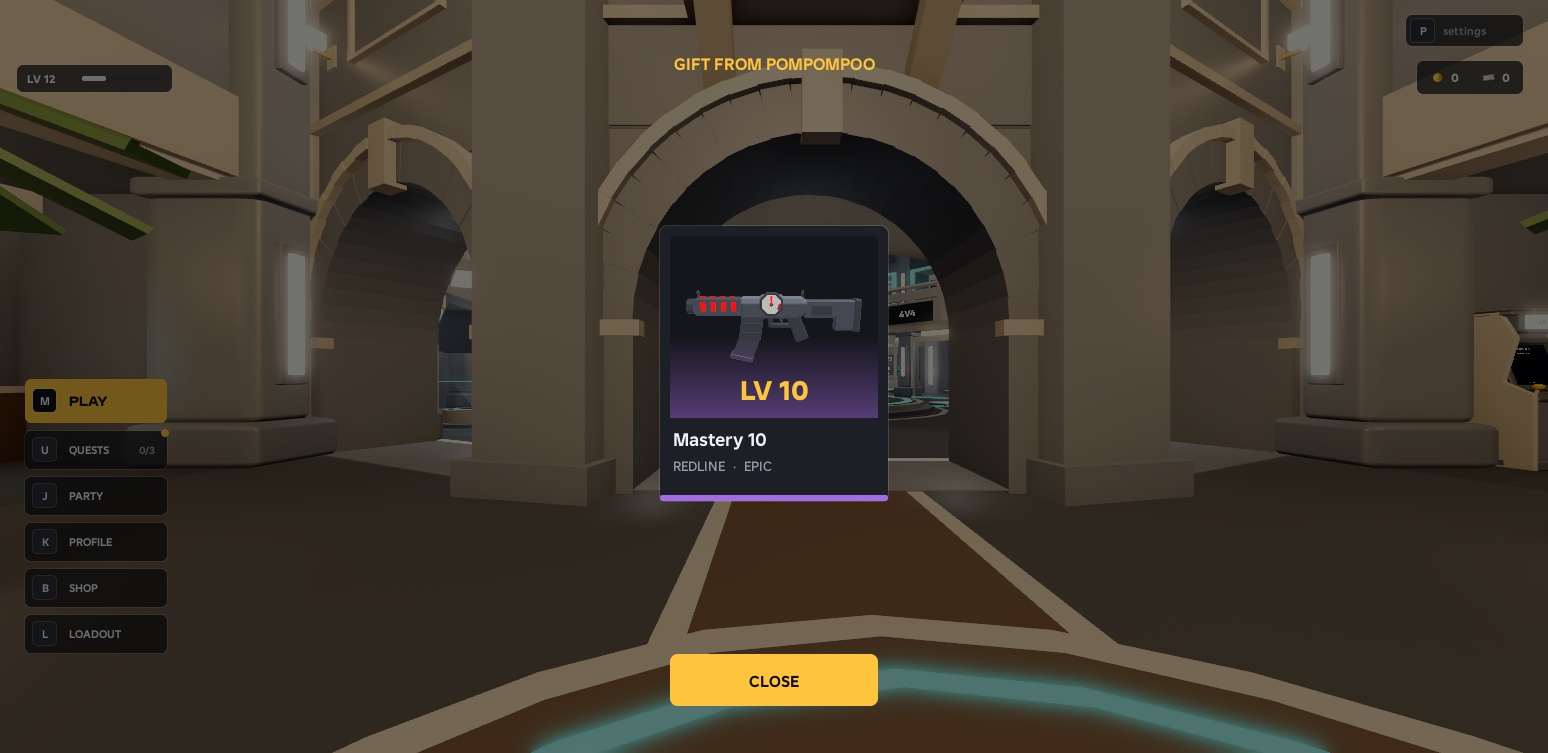 GIFT FROM POMPOMPOO
LV 12
P settings
0 0
4V4
LV 10
Mastery 10
REDLINE · EPIC
M PLAY
U QUESTS 0/3
J PARTY
K PROFILE
B SHOP
L LOADOUT
CLOSE